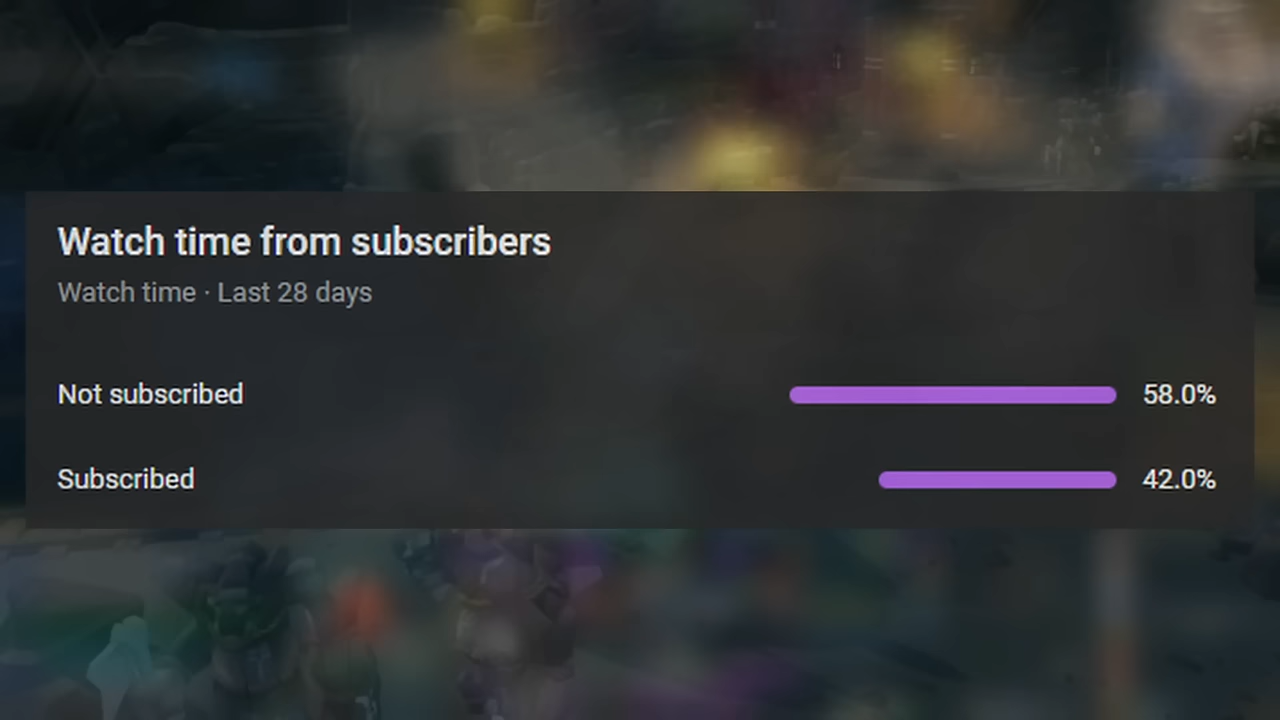 Watch time from subscribers
Watch time · Last 28 days
Not subscribed 58.0%
Subscribed 42.0%